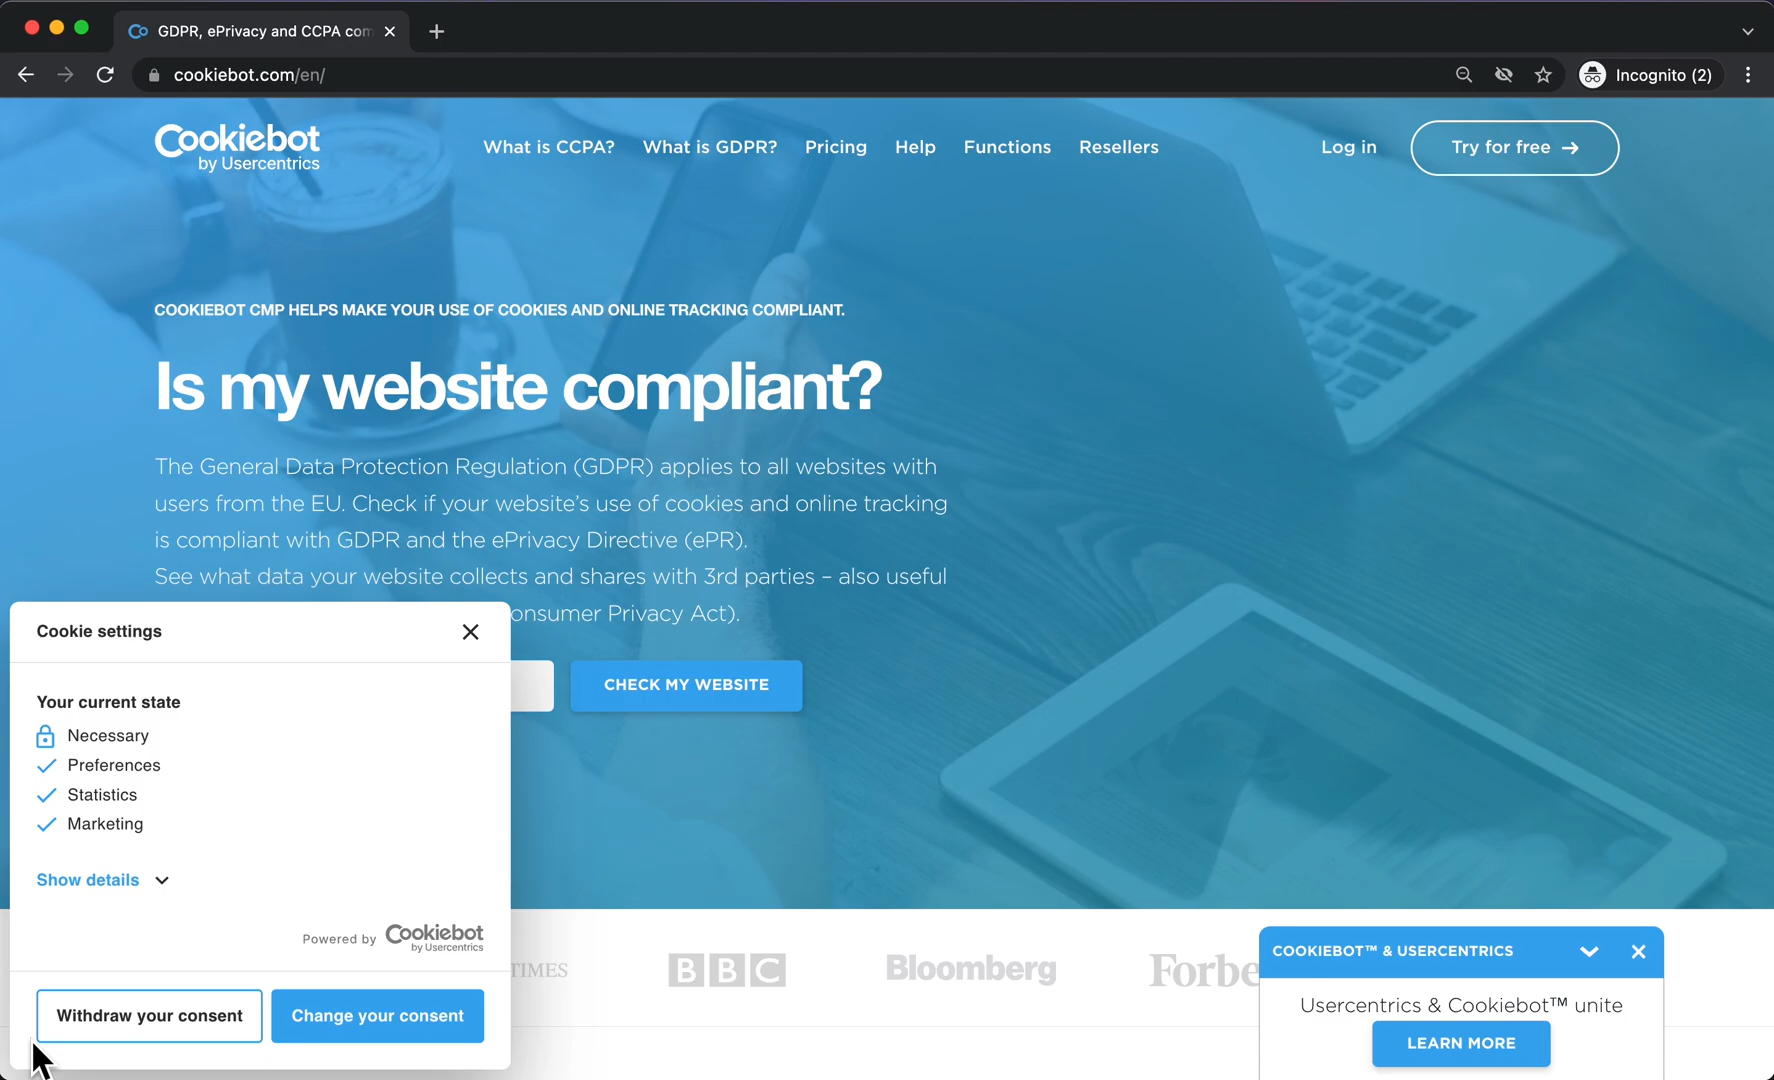 GDPR, ePrivacy and CCPA com
cookiebot.com/en/
Incognito (2)
Cookiebot
by Usercentrics
What is CCPA?
What is GDPR?
Pricing
Help
Functions
Resellers
Log in
Try for free →
COOKIEBOT CMP HELPS MAKE YOUR USE OF COOKIES AND ONLINE TRACKING COMPLIANT.
Is my website compliant?
The General Data Protection Regulation (GDPR) applies to all websites with
users from the EU. Check if your website’s use of cookies and online tracking
is compliant with GDPR and the ePrivacy Directive (ePR).
See what data your website collects and shares with 3rd parties – also useful
onsumer Privacy Act).
CHECK MY WEBSITE
Cookie settings
Your current state
Necessary
Preferences
Statistics
Marketing
Show details
Powered by Cookiebot
by Usercentrics
Withdraw your consent
Change your consent
TIMES
BBC
Bloomberg
Forbe
COOKIEBOT™ & USERCENTRICS
Usercentrics & Cookiebot™ unite
LEARN MORE